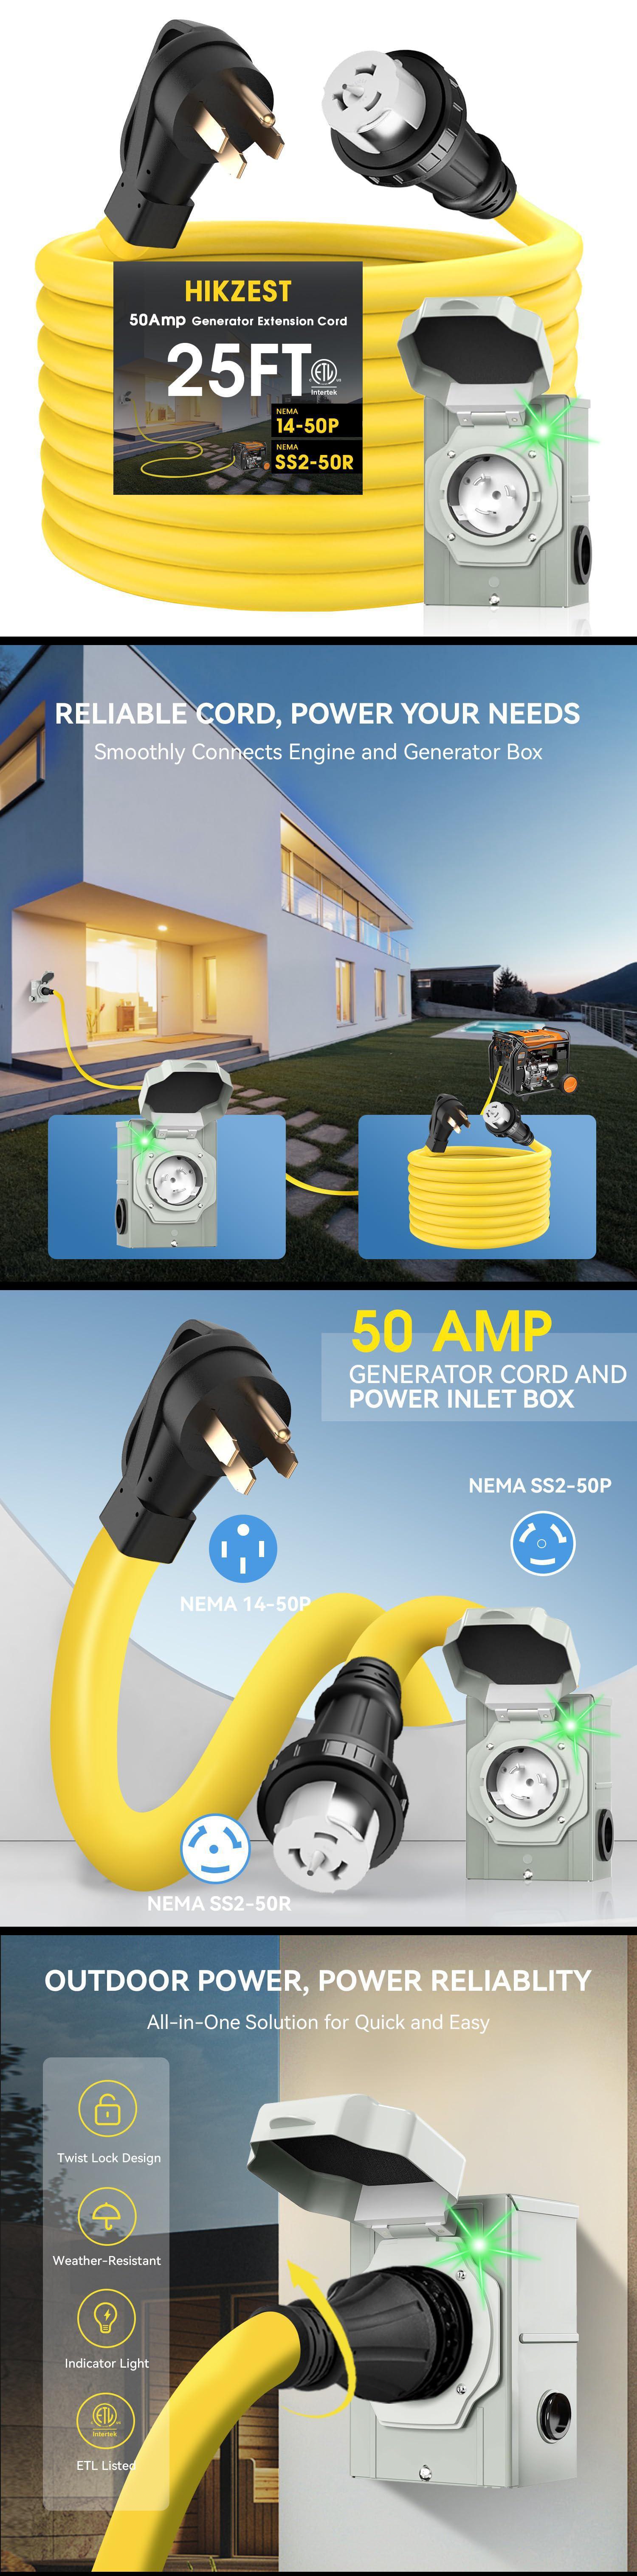 HIKZEST
50Amp Generator Extension Cord
25FT
ETL
Intertek
NEMA
14-50P
NEMA
SS2-50R
RELIABLE CORD, POWER YOUR NEEDS
Smoothly Connects Engine and Generator Box
50 AMP
GENERATOR CORD AND
POWER INLET BOX
NEMA SS2-50P
NEMA 14-50P
NEMA SS2-50R
OUTDOOR POWER, POWER RELIABLITY
All-in-One Solution for Quick and Easy
Twist Lock Design
Weather-Resistant
Indicator Light
ETL
Intertek
ETL Listed